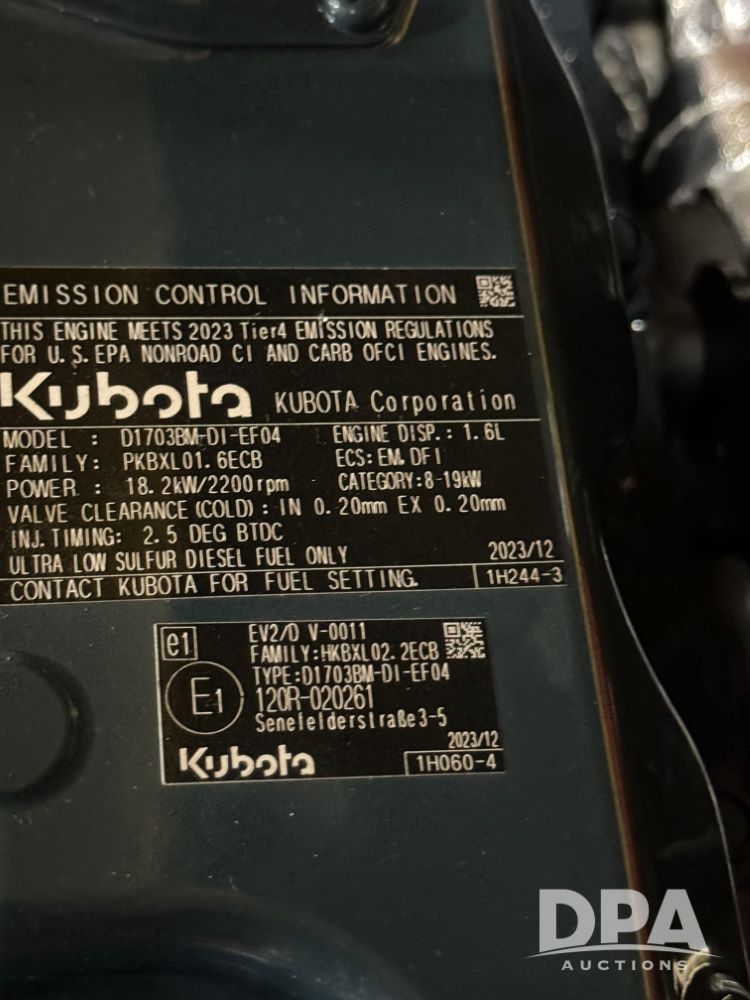 EMISSION CONTROL INFORMATION
THIS ENGINE MEETS 2023 Tier4 EMISSION REGULATIONS
FOR U.S.EPA NONROAD CI AND CARB OFCI ENGINES.
Kubota KUBOTA Corporation
MODEL : D1703BM-DI-EF04 ENGINE DISP.: 1.6L
FAMILY: PKBXL01.6ECB ECS:EM,DFI
POWER : 18.2kW/2200rpm CATEGORY:8-19kW
VALVE CLEARANCE(COLD): IN 0.20mm EX 0.20mm
INJ.TIMING: 2.5 DEG BTDC
ULTRA LOW SULFUR DIESEL FUEL ONLY 2023/12
CONTACT KUBOTA FOR FUEL SETTING. 1H244-3
e1 EV2/D V-0011
FAMILY:HKBXL02.2ECB
TYPE:D1703BM-DI-EF04
E1 120R-020261
Senefelderstraße3-5
2023/12
Kubota 1H060-4
DPA
AUCTIONS